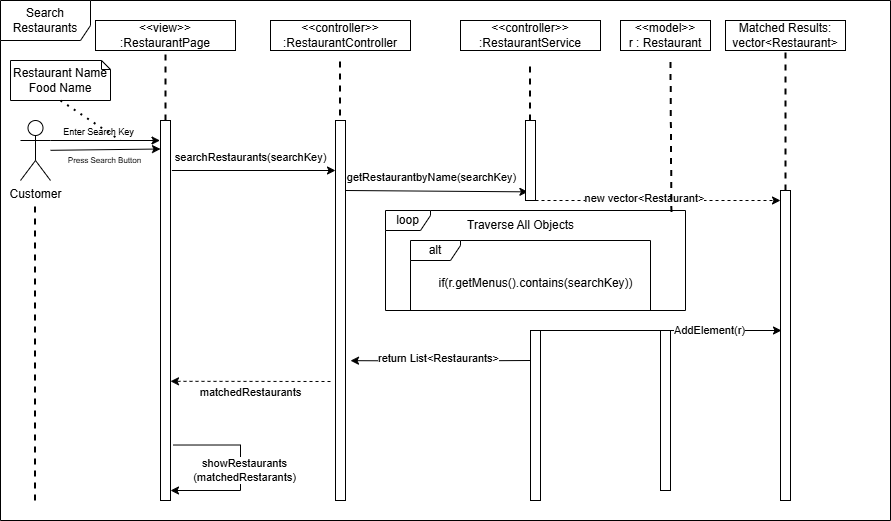 Search
Restaurants
<<view>>
:RestaurantPage
<<controller>>
:RestaurantController
<<controller>>
:RestaurantService
<<model>>
r : Restaurant
Matched Results:
vector<Restaurant>
Restaurant Name
Food Name
Enter Search Key
Press Search Button
Customer
searchRestaurants(searchKey)
getRestaurantbyName(searchKey)
new vector<Restaurant>
loop
Traverse All Objects
alt
if(r.getMenus().contains(searchKey))
AddElement(r)
return List<Restaurants>
matchedRestaurants
showRestaurants
(matchedRestarants)